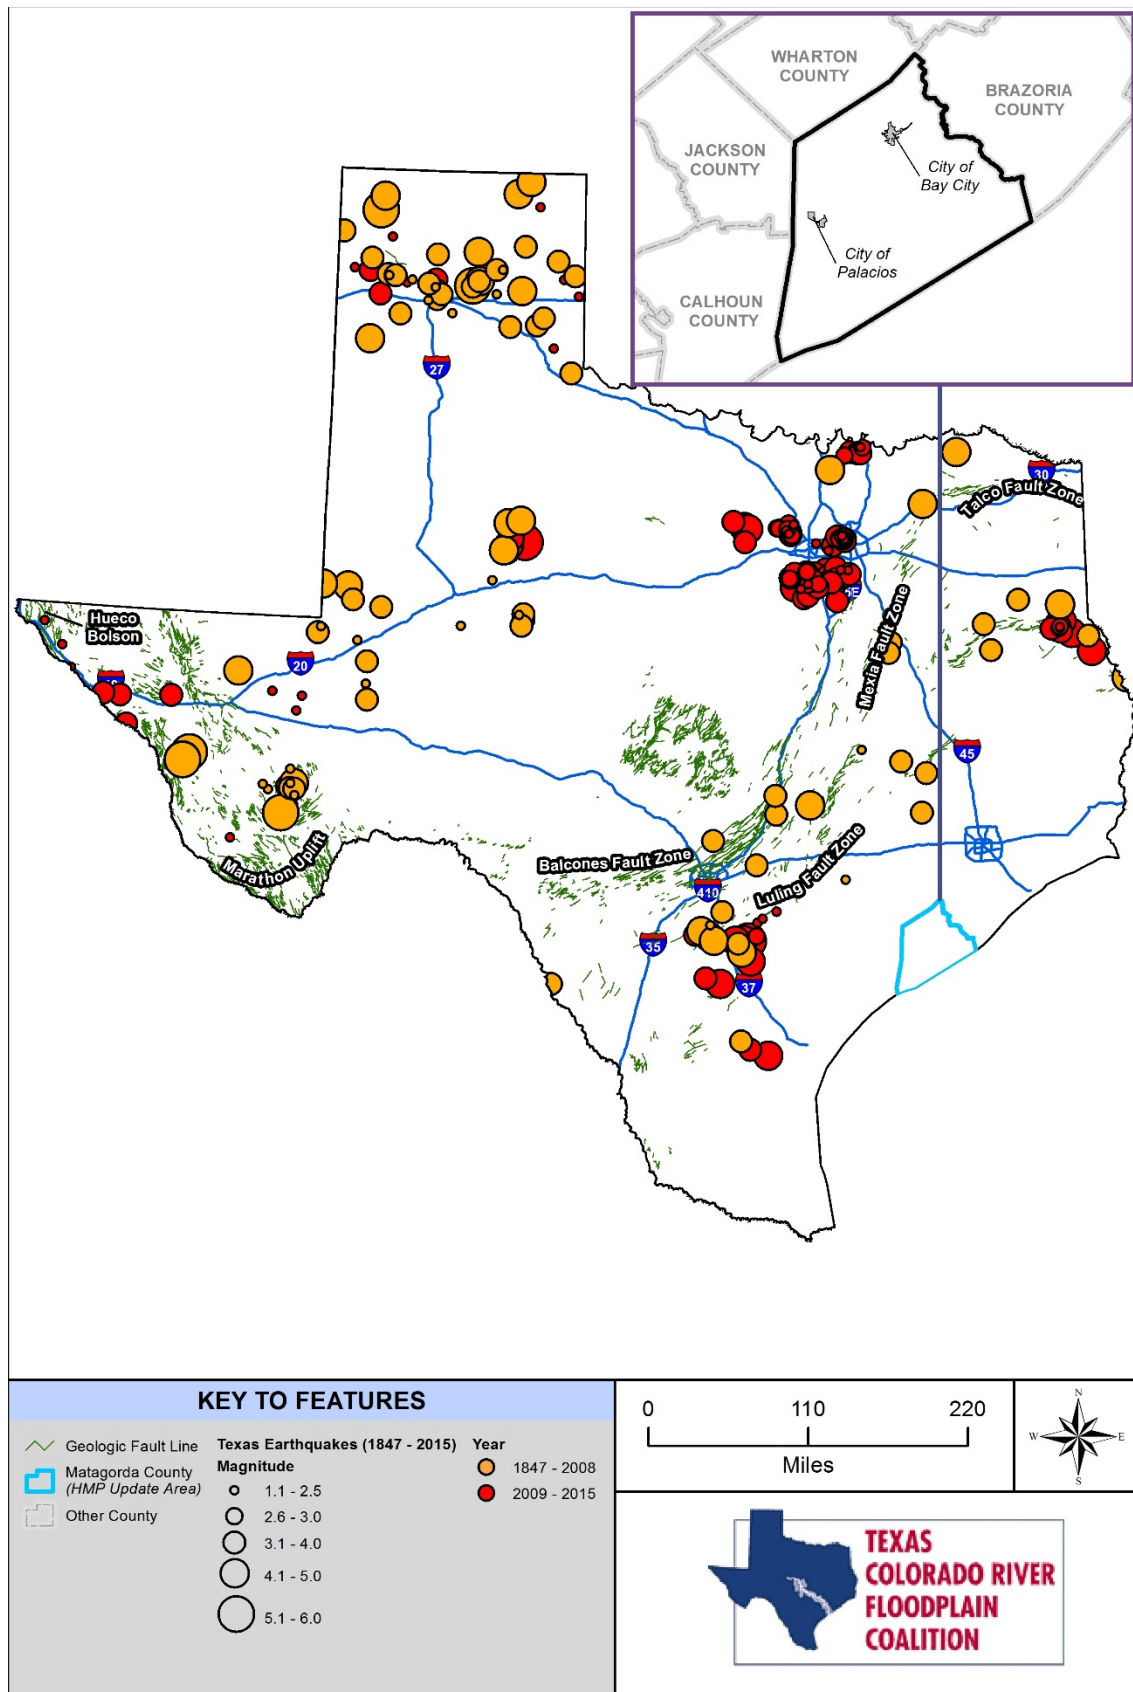 WHARTON
COUNTY
BRAZORIA
COUNTY
JACKSON
COUNTY
City of
Bay City
City of
Palacios
CALHOUN
COUNTY
27
30
Talco Fault Zone
Hueco
Bolson
Mexia Fault Zone
20
45
Marathon Uplift
Balcones Fault Zone
410
Luling Fault Zone
35
37
KEY TO FEATURES
Geologic Fault Line
Matagorda County
(HMP Update Area)
Other County
Texas Earthquakes (1847 - 2015)
Magnitude
1.1 - 2.5
2.6 - 3.0
3.1 - 4.0
4.1 - 5.0
5.1 - 6.0
Year
1847 - 2008
2009 - 2015
0 110 220
Miles
N
W E
S
TEXAS
COLORADO RIVER
FLOODPLAIN
COALITION